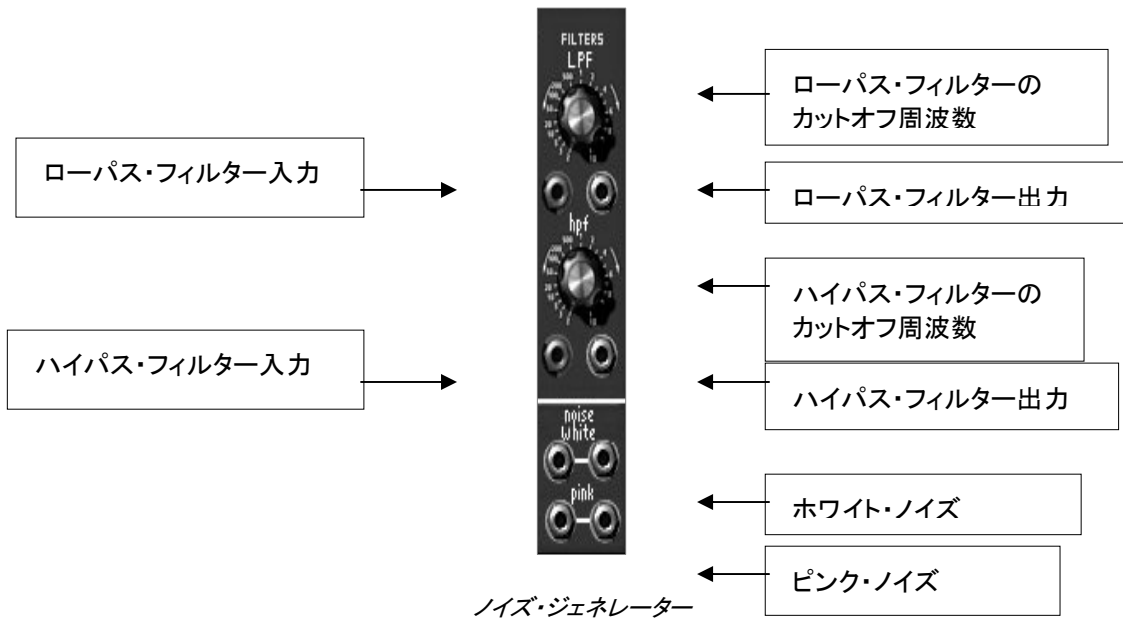 FILTERS
LPF
ローパス・フィルターの
カットオフ周波数
ローパス・フィルター入力
ローパス・フィルター出力
hpf
ハイパス・フィルターの
カットオフ周波数
ハイパス・フィルター入力
ハイパス・フィルター出力
noise
white
ホワイト・ノイズ
pink
ピンク・ノイズ
ノイズ・ジェネレーター